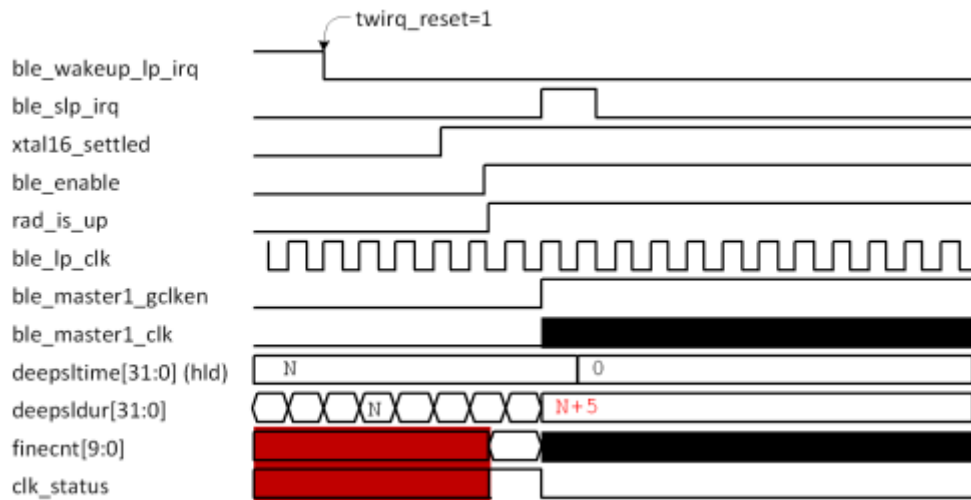 twirq_reset=1
ble_wakeup_lp_irq
ble_slp_irq
xtal16_settled
ble_enable
rad_is_up
ble_lp_clk
ble_master1_gclken
ble_master1_clk
deepsltime[31:0] (hld) N 0
deepsldur[31:0] N N+5
finecnt[9:0]
clk_status